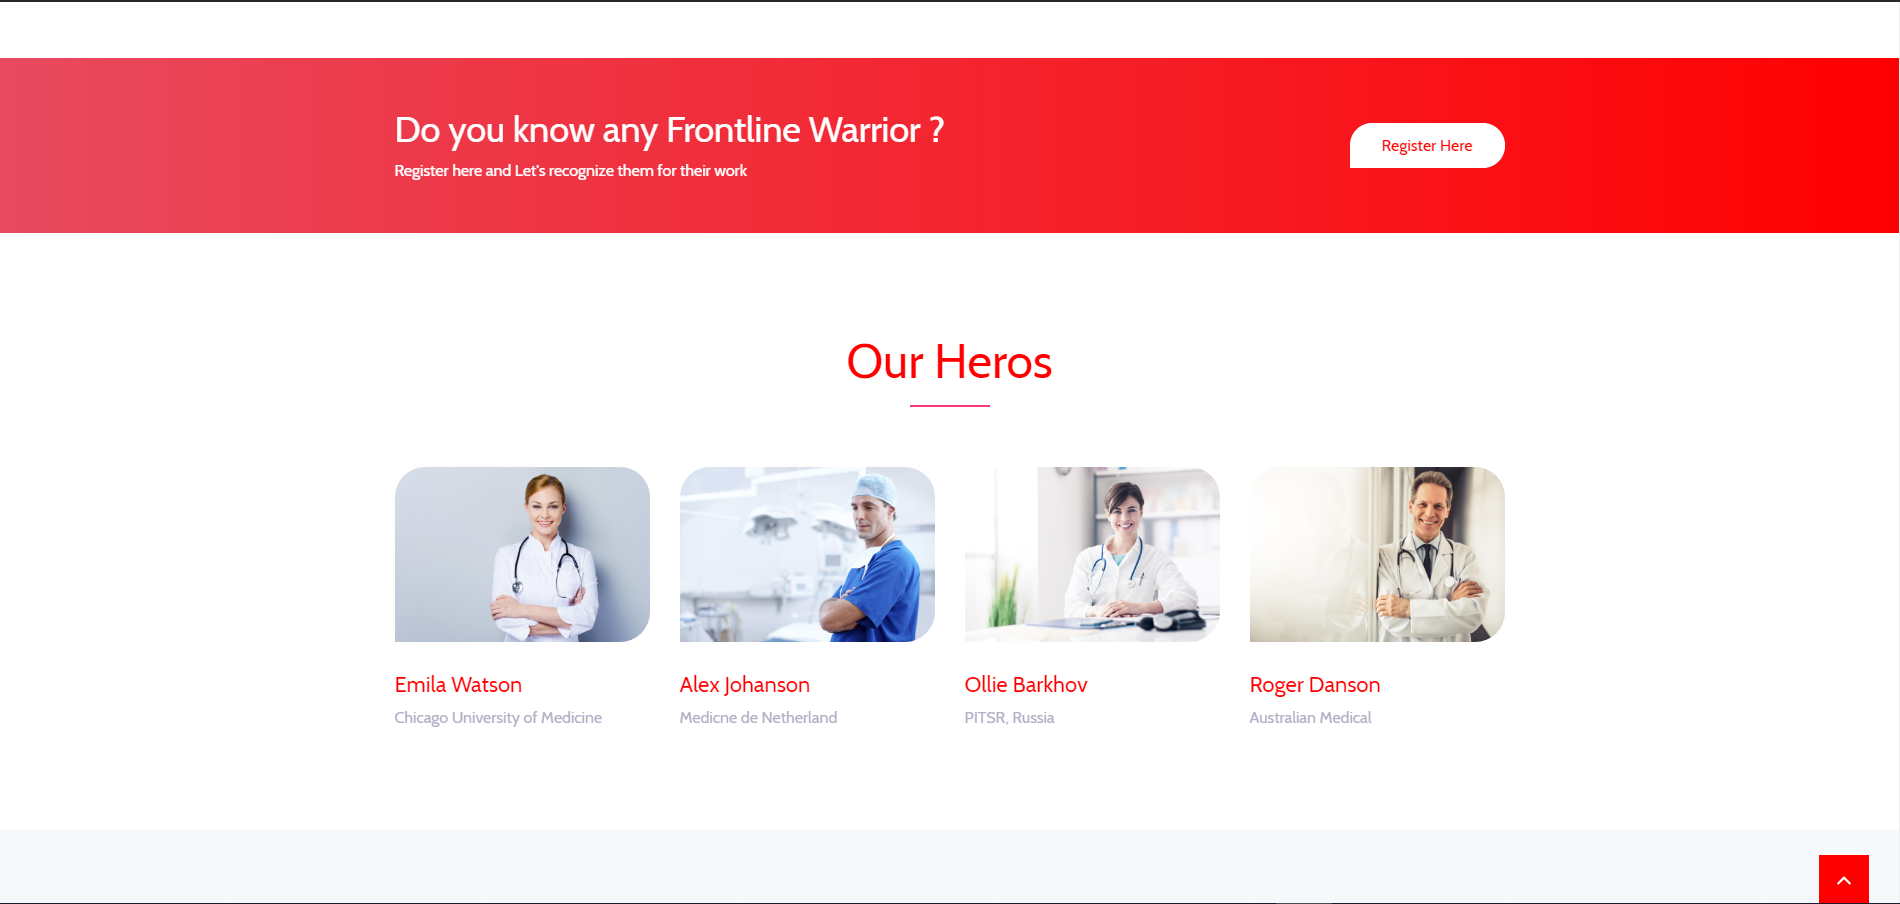 Do you know any Frontline Warrior ?
Register here and Let's recognize them for their work
Register Here
Our Heros
Emila Watson
Alex Johanson
Ollie Barkhov
Roger Danson
Chicago University of Medicine
Medicne de Netherland
PITSR, Russia
Australian Medical